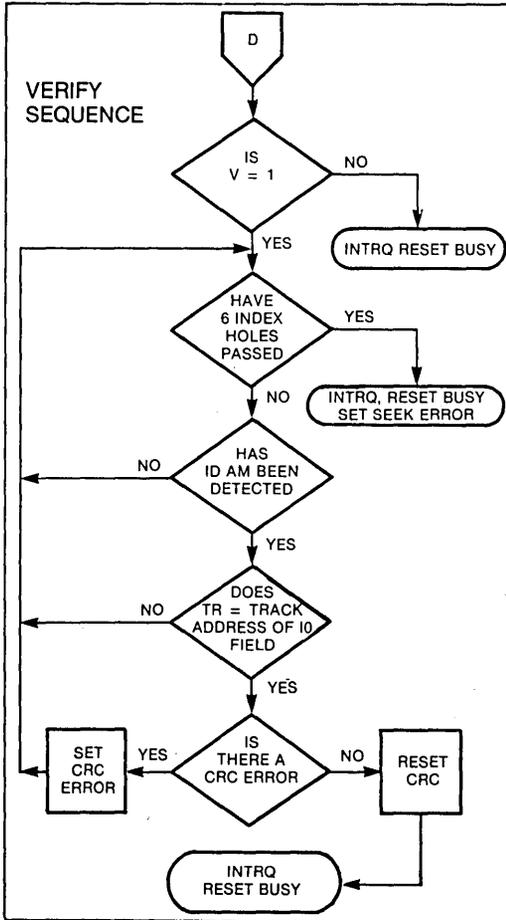 D
VERIFY
SEQUENCE
IS
V = 1
NO
INTRQ RESET BUSY
YES
HAVE
6 INDEX
HOLES
PASSED
YES
INTRQ, RESET BUSY
SET SEEK ERROR
NO
HAS
ID AM BEEN
DETECTED
NO
YES
DOES
TR = TRACK
ADDRESS OF I0
FIELD
NO
YES
IS
THERE A
CRC ERROR
YES
SET
CRC
ERROR
NO
RESET
CRC
INTRQ
RESET BUSY